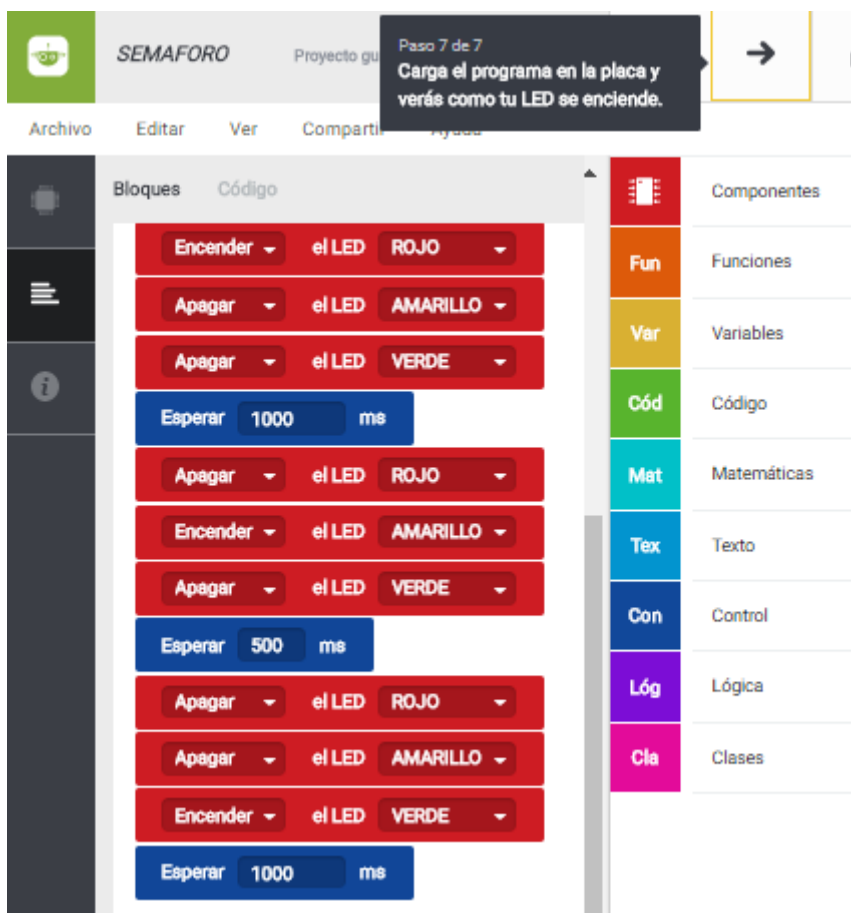 SEMAFORO
Proyecto gu
Paso 7 de 7
Carga el programa en la placa y
verás como tu LED se enciende.
Archivo Editar Ver Compartir Ayuda
Bloques Código
Encender el LED ROJO
Apagar el LED AMARILLO
Apagar el LED VERDE
Esperar 1000 ms
Apagar el LED ROJO
Encender el LED AMARILLO
Apagar el LED VERDE
Esperar 500 ms
Apagar el LED ROJO
Apagar el LED AMARILLO
Encender el LED VERDE
Esperar 1000 ms
Componentes
Fun Funciones
Var Variables
Cód Código
Mat Matemáticas
Tex Texto
Con Control
Lóg Lógica
Cla Clases